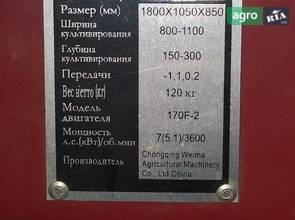 agro RIA
Размер (мм) 1800X1050X850
Ширина
культивирования 800-1100
Глубина
культивирования 150-300
Передачи -1,1,0.2
Вес нетто (кг) 120 кг
Модель
двигателя 170F-2
Мощность
л.с.(кВт)/об.мин 7(5.1)/3600
Производитель Chongqing Weima
Agricultural Machinery
Co., Ltd China